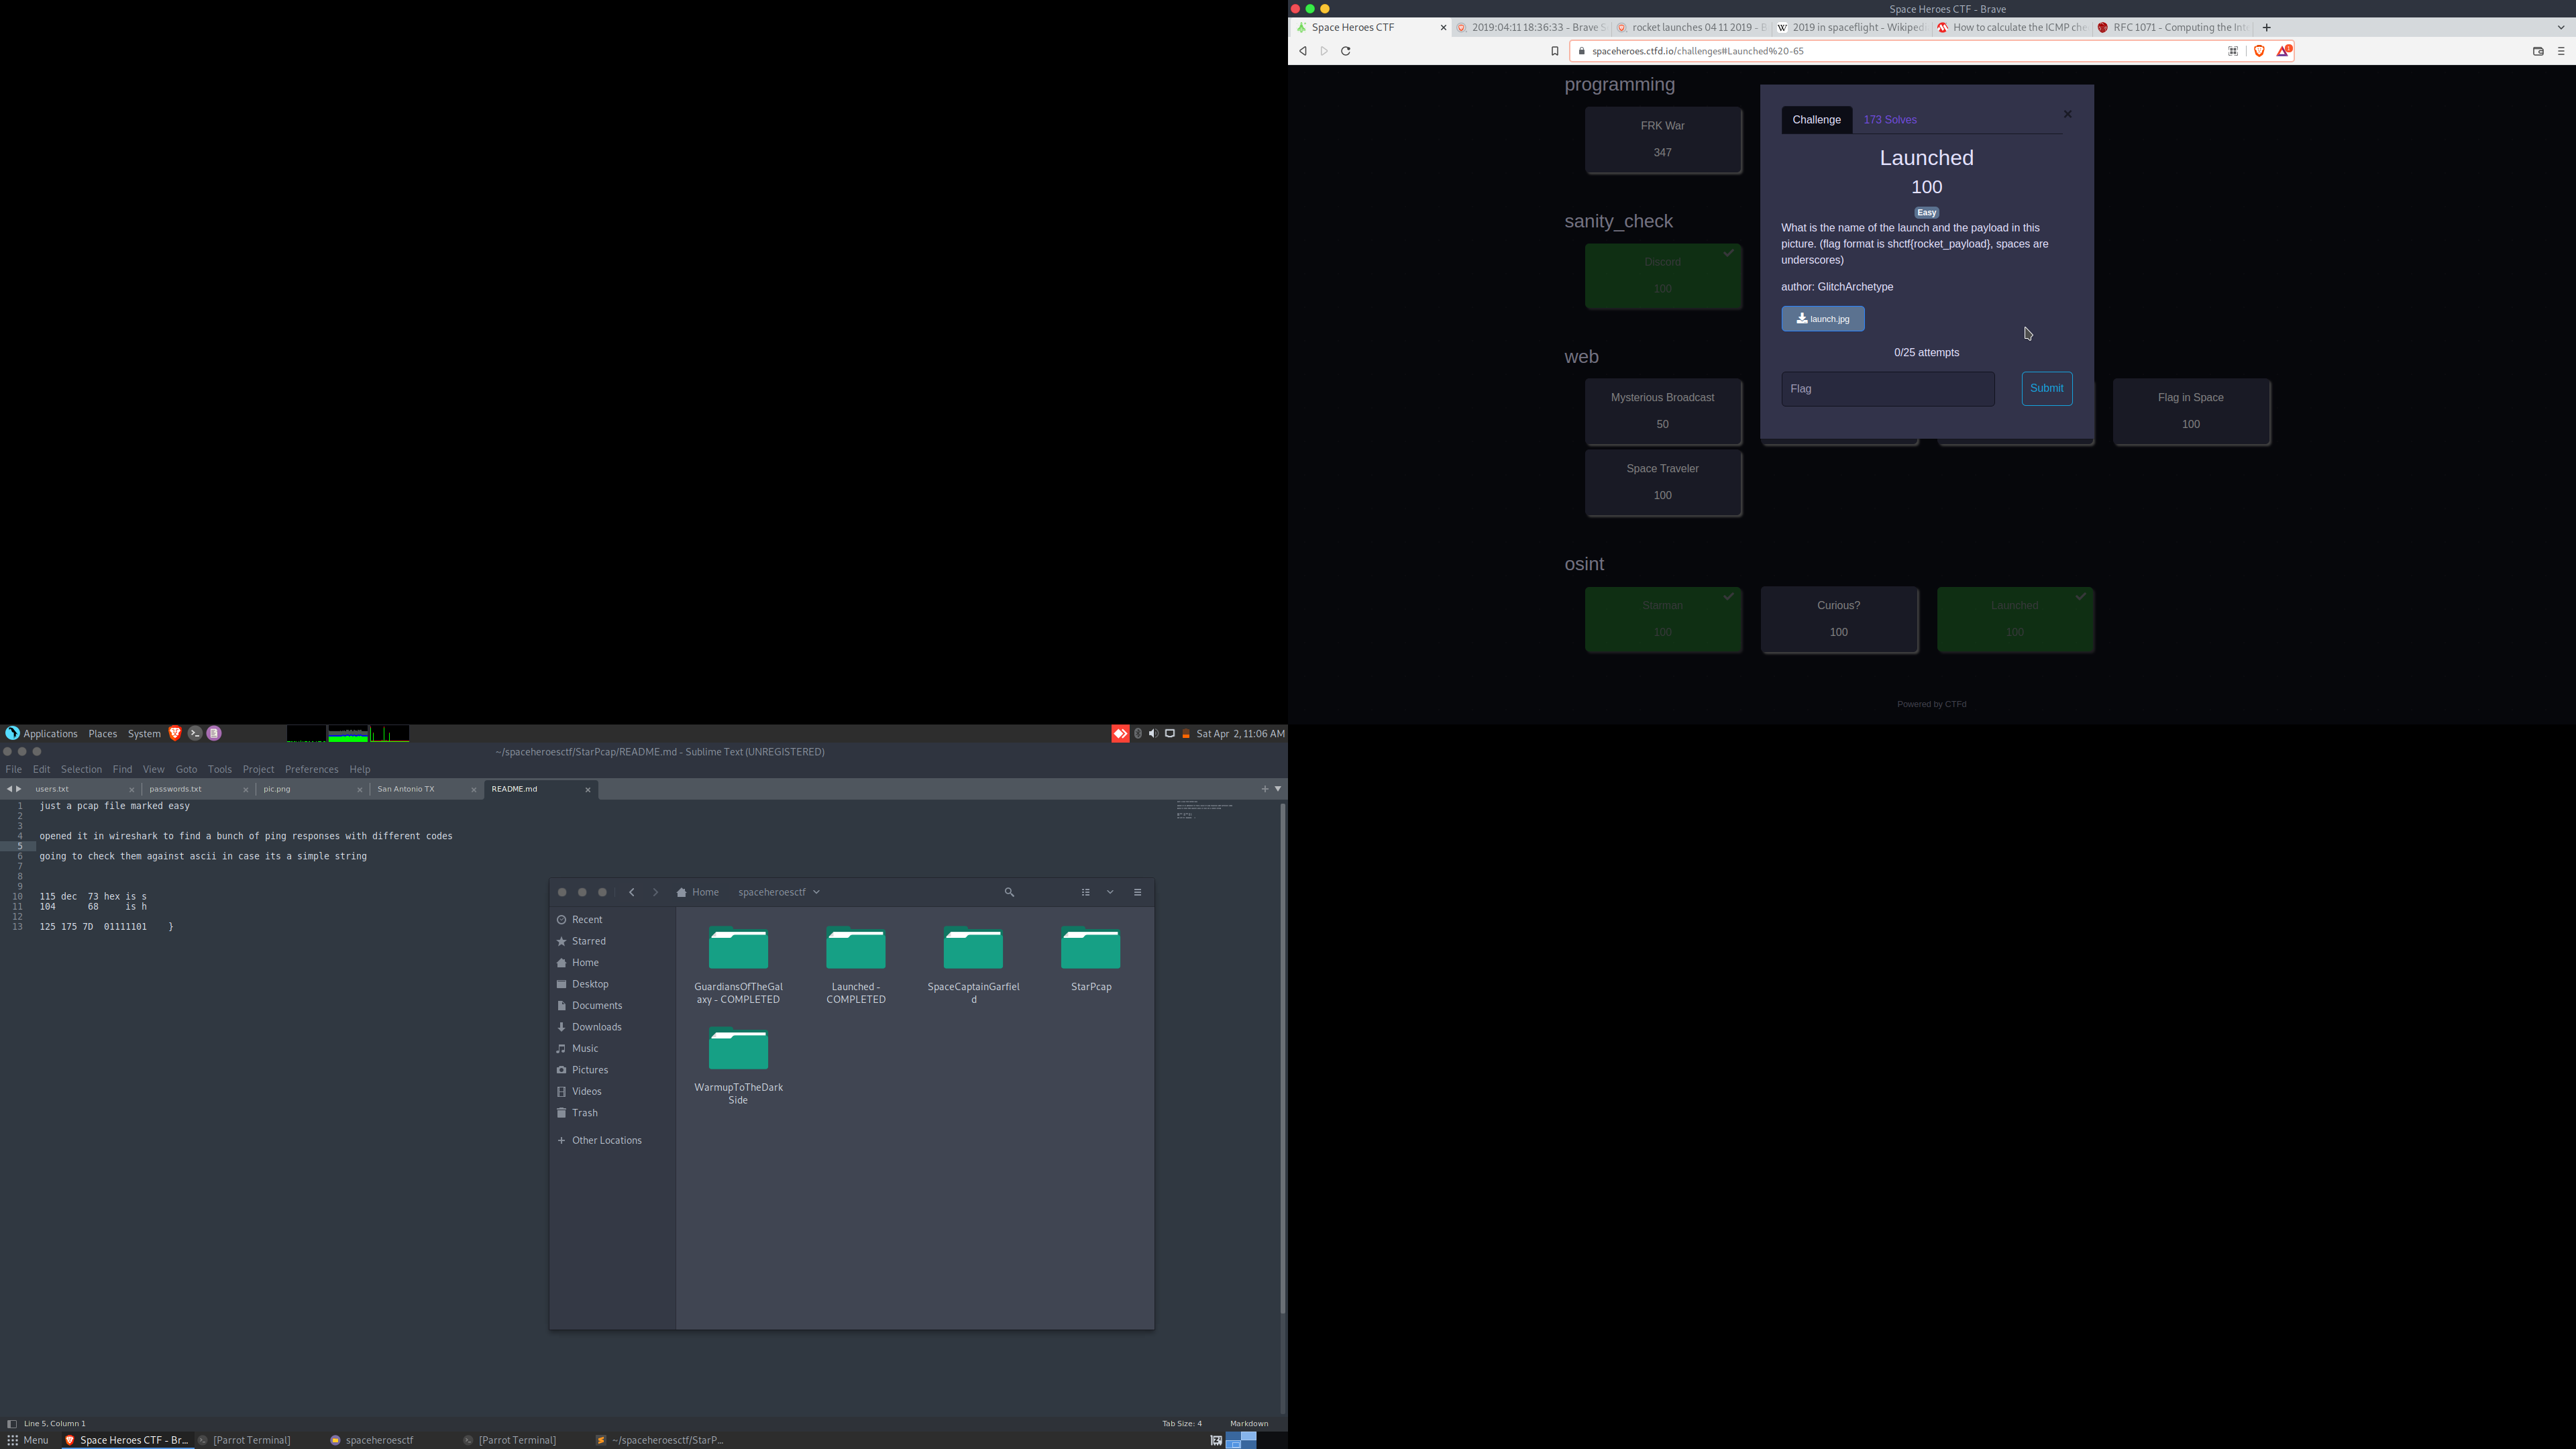 Space Heroes CTF - Brave
Space Heroes CTF
2019:04:11 18:36:33 - Brave S
rocket launches 04 11 2019 - B
2019 in spaceflight - Wikiped
How to calculate the ICMP che
RFC 1071 - Computing the Int
spaceheroes.ctfd.io/challenges#Launched%20-65
programming
FRK War
347
sanity_check
Discord
100
web
Mysterious Broadcast
50
Flag in Space
100
Space Traveler
100
osint
Starman
100
Curious?
100
Launched
100
Powered by CTFd
Challenge
173 Solves
×
Launched
100
Easy
What is the name of the launch and the payload in this
picture. (flag format is shctf{rocket_payload}, spaces are
underscores)
author: GlitchArchetype
launch.jpg
0/25 attempts
Flag
Submit
Applications Places System
Sat Apr 2, 11:06 AM
~/spaceheroesctf/StarPcap/README.md - Sublime Text (UNREGISTERED)
File Edit Selection Find View Goto Tools Project Preferences Help
users.txt
passwords.txt
pic.png
San Antonio TX
README.md
1 just a pcap file marked easy
2
3
4 opened it in wireshark to find a bunch of ping responses with different codes
5
6 going to check them against ascii in case its a simple string
7
8
9
10 115 dec 73 hex is s
11 104 68 is h
12
13 125 175 7D 01111101 }
Home
spaceheroesctf
Recent
Starred
Home
Desktop
Documents
Downloads
Music
Pictures
Videos
Trash
Other Locations
GuardiansOfTheGal
axy - COMPLETED
Launched -
COMPLETED
SpaceCaptainGarfiel
d
StarPcap
WarmupToTheDark
Side
Line 5, Column 1
Tab Size: 4
Markdown
Menu
Space Heroes CTF - Br...
[Parrot Terminal]
spaceheroesctf
[Parrot Terminal]
~/spaceheroesctf/StarP...